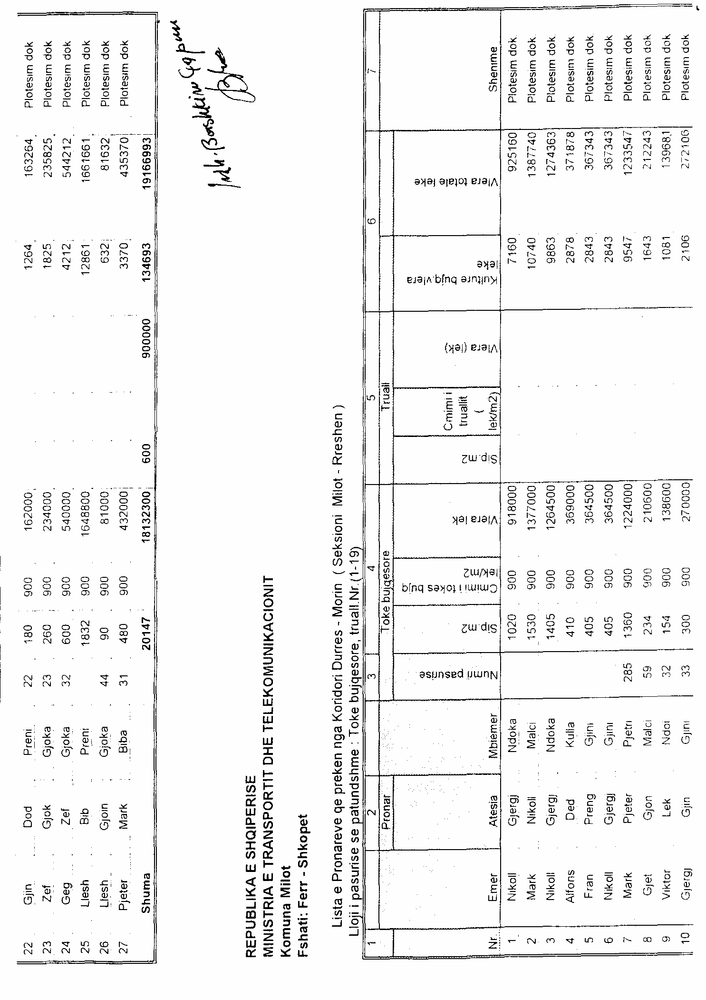 22 Gjin Dod Preni 22 180 900 162000 1264 163264 Plotesim dok
23 Zef Gjok Gjoka 23 260 900 234000 1825 235825 Plotesim dok
24 Geg Zef Gjoka 32 600 900 540000 4212 544212 Plotesim dok
25 Llesh Bib Preni 1832 900 1648800 12861 1661661 Plotesim dok
26 Llesh Gjoin Gjoka 44 90 900 81000 632 81632 Plotesim dok
27 Pjeter Mark Biba 31 480 900 432000 3370 435370 Plotesim dok
Shuma 20147 18132300 600 900000 134693 19166993
REPUBLIKA E SHQIPERISE
MINISTRIA E TRANSPORTIT DHE TELEKOMUNIKACIONIT
Komuna Milot
Fshati: Ferr - Shkopet
Lista e Pronareve qe preken nga Koridori Durres - Morin ( Seksioni Milot - Rreshen )
Lloji i pasurise se patundshme : Toke bujqesore, truall.Nr.(1-19)
1 2 3 4 5 6 7
Pronar Toke bujqesore Truall
Nr. Emer Atesia Mbiemer Numri pasurise Sip.m2 Cmimi i tokes bujq lek/m2 Vlera lek Sip.m2 Cmimi i truallit ( lek/m2) Vlera (lek) Kulture bujq.vlera leke Vlera totale leke Shenime
1 Nikoll Gjergj Ndoka 1020 900 918000 7160 925160 Plotesim dok
2 Mark Nikoll Malci 1530 900 1377000 10740 1387740 Plotesim dok
3 Nikoll Gjergj Ndoka 1405 900 1264500 9863 1274363 Plotesim dok
4 Alfons Ded Kulla 410 900 369000 2878 371878 Plotesim dok
5 Fran Preng Gjini 405 900 364500 2843 367343 Plotesim dok
6 Nikoll Gjergj Gjini 405 900 364500 2843 367343 Plotesim dok
7 Mark Pjeter Pjetri 285 1360 900 1224000 9547 1233547 Plotesim dok
8 Gjet Gjon Malci 59 234 900 210600 1643 212243 Plotesim dok
9 Viktor Lek Ndoi 32 154 900 138600 1081 139681 Plotesim dok
10 Gjergj Gjin Gjini 33 300 900 270000 2106 272106 Plotesim dok